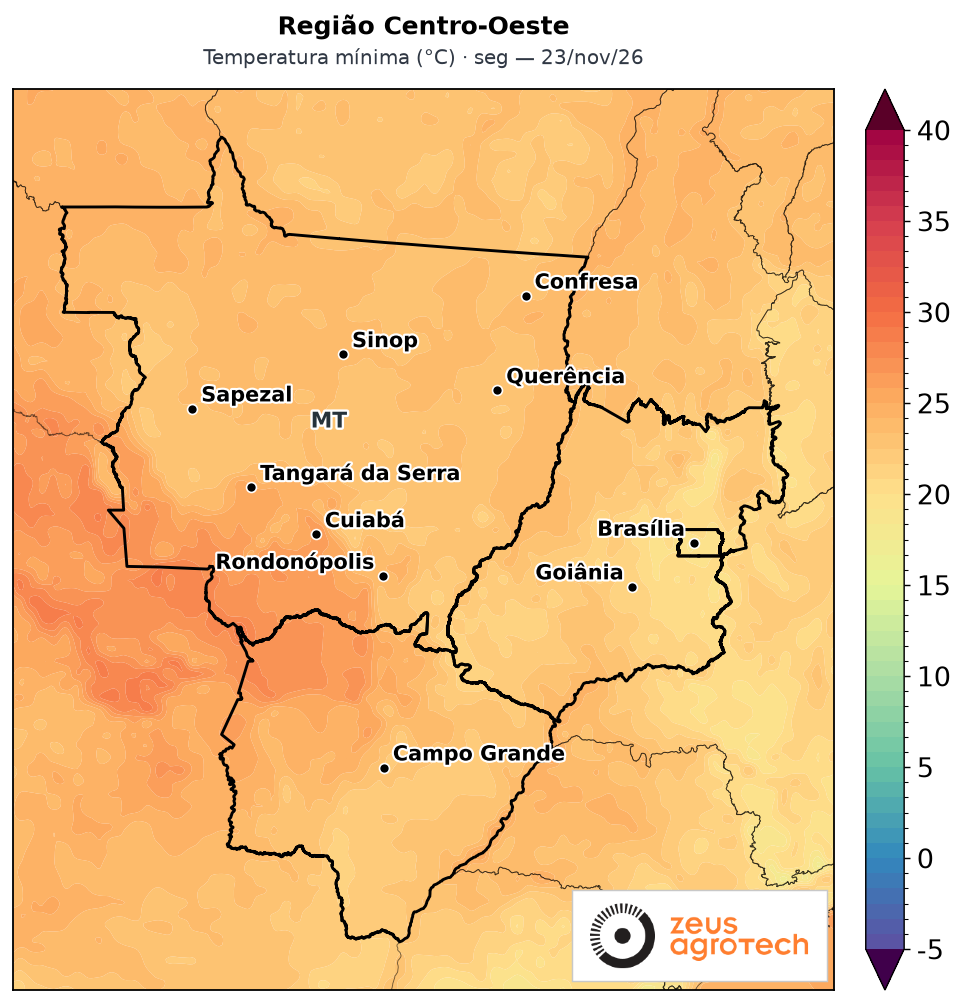 Região Centro-Oeste
Temperatura mínima (°C) · seg — 23/nov/26
Confresa
Sinop
Querência
Sapezal
MT
Tangará da Serra
Cuiabá
Brasília
Rondonópolis
Goiânia
Campo Grande
40
35
30
25
20
15
10
5
0
-5
zeus
agrotech